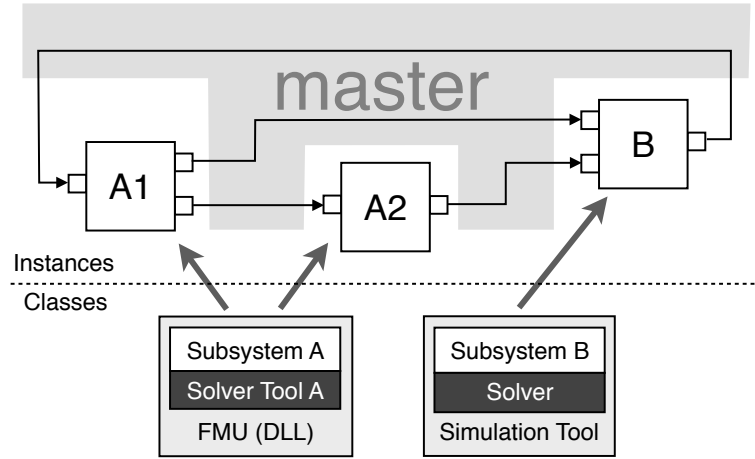 master
A1
A2
B
Instances
Classes
Subsystem A
Solver Tool A
FMU (DLL)
Subsystem B
Solver
Simulation Tool